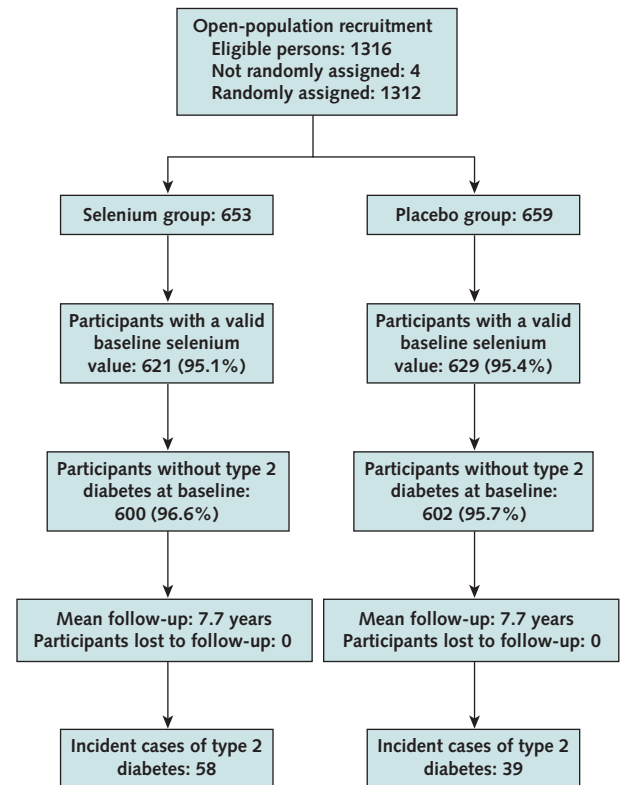 Open-population recruitment
Eligible persons: 1316
Not randomly assigned: 4
Randomly assigned: 1312
Selenium group: 653
Placebo group: 659
Participants with a valid
baseline selenium
value: 621 (95.1%)
Participants with a valid
baseline selenium
value: 629 (95.4%)
Participants without type 2
diabetes at baseline:
600 (96.6%)
Participants without type 2
diabetes at baseline:
602 (95.7%)
Mean follow-up: 7.7 years
Participants lost to follow-up: 0
Mean follow-up: 7.7 years
Participants lost to follow-up: 0
Incident cases of type 2
diabetes: 58
Incident cases of type 2
diabetes: 39